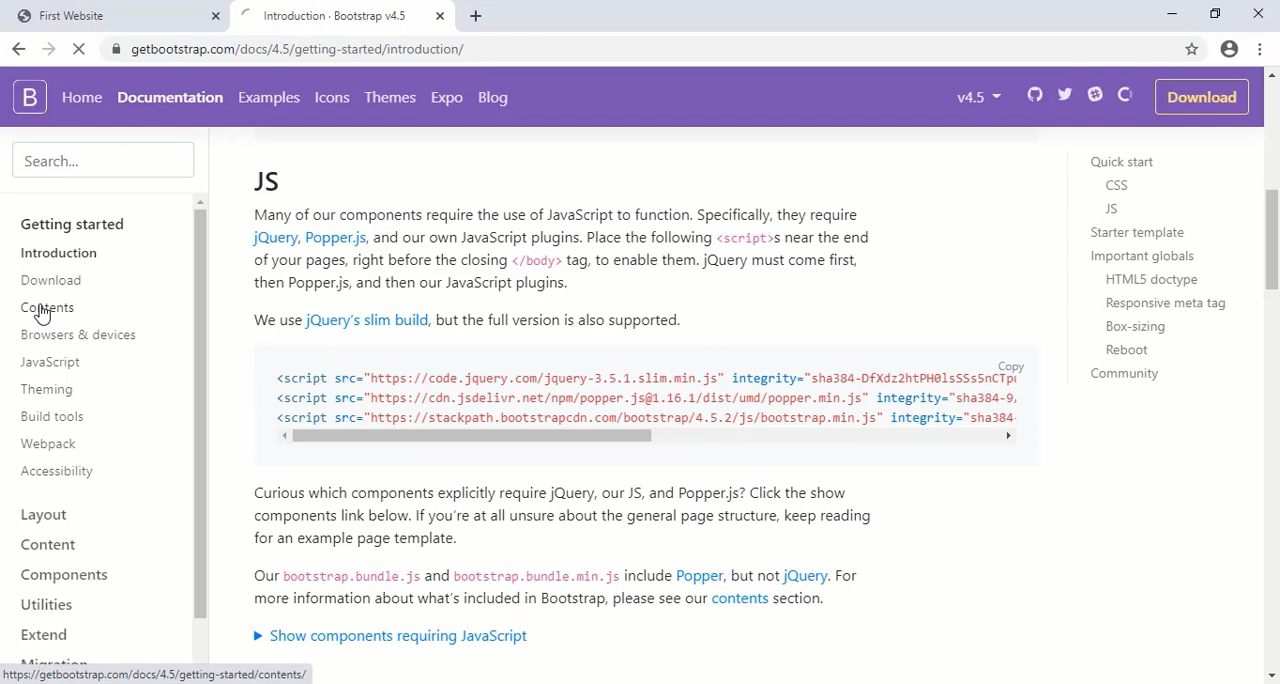 First Website
Introduction · Bootstrap v4.5
getbootstrap.com/docs/4.5/getting-started/introduction/
B
Home Documentation Examples Icons Themes Expo Blog v4.5 Download
Search...
Getting started
Introduction
Download
Contents
Browsers & devices
JavaScript
Theming
Build tools
Webpack
Accessibility
Layout
Content
Components
Utilities
Extend
Migration
JS
Many of our components require the use of JavaScript to function. Specifically, they require
jQuery, Popper.js, and our own JavaScript plugins. Place the following <script>s near the end
of your pages, right before the closing </body> tag, to enable them. jQuery must come first,
then Popper.js, and then our JavaScript plugins.
We use jQuery's slim build, but the full version is also supported.
Copy
<script src="https://code.jquery.com/jquery-3.5.1.slim.min.js" integrity="sha384-DfXdz2htPH0lsSSs5nCTpu
<script src="https://cdn.jsdelivr.net/npm/popper.js@1.16.1/dist/umd/popper.min.js" integrity="sha384-9/
<script src="https://stackpath.bootstrapcdn.com/bootstrap/4.5.2/js/bootstrap.min.js" integrity="sha384-
Curious which components explicitly require jQuery, our JS, and Popper.js? Click the show
components link below. If you're at all unsure about the general page structure, keep reading
for an example page template.
Our bootstrap.bundle.js and bootstrap.bundle.min.js include Popper, but not jQuery. For
more information about what's included in Bootstrap, please see our contents section.
Show components requiring JavaScript
Quick start
CSS
JS
Starter template
Important globals
HTML5 doctype
Responsive meta tag
Box-sizing
Reboot
Community
https://getbootstrap.com/docs/4.5/getting-started/contents/